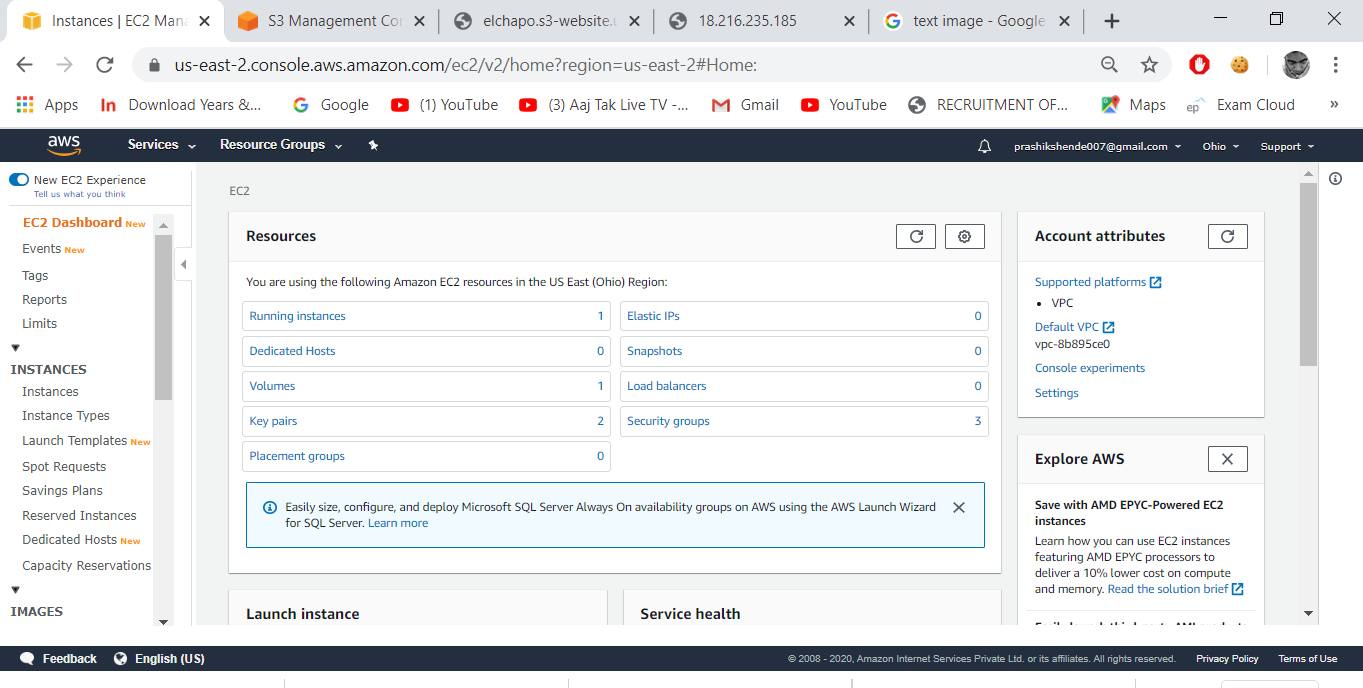 Instances | EC2 Mana
S3 Management Con
elchapo.s3-website.u
18.216.235.185
text image - Google
us-east-2.console.aws.amazon.com/ec2/v2/home?region=us-east-2#Home:
Apps
In Download Years &...
Google
(1) YouTube
(3) Aaj Tak Live TV -...
Gmail
YouTube
RECRUITMENT OF...
Maps
ep Exam Cloud
»
aws
Services
Resource Groups
prashikshende007@gmail.com
Ohio
Support
New EC2 Experience
Tell us what you think
EC2 Dashboard New
Events New
Tags
Reports
Limits
INSTANCES
Instances
Instance Types
Launch Templates New
Spot Requests
Savings Plans
Reserved Instances
Dedicated Hosts New
Capacity Reservations
IMAGES
EC2
Resources
You are using the following Amazon EC2 resources in the US East (Ohio) Region:
Running instances 1
Elastic IPs 0
Dedicated Hosts 0
Snapshots 0
Volumes 1
Load balancers 0
Key pairs 2
Security groups 3
Placement groups 0
Easily size, configure, and deploy Microsoft SQL Server Always On availability groups on AWS using the AWS Launch Wizard
for SQL Server. Learn more
Launch instance
Service health
Account attributes
Supported platforms
• VPC
Default VPC
vpc-8b895ce0
Console experiments
Settings
Explore AWS
Save with AMD EPYC-Powered EC2
instances
Learn how you can use EC2 instances
featuring AMD EPYC processors to
deliver a 10% lower cost on compute
and memory. Read the solution brief
Feedback
English (US)
© 2008 - 2020, Amazon Internet Services Private Ltd. or its affiliates. All rights reserved.
Privacy Policy
Terms of Use